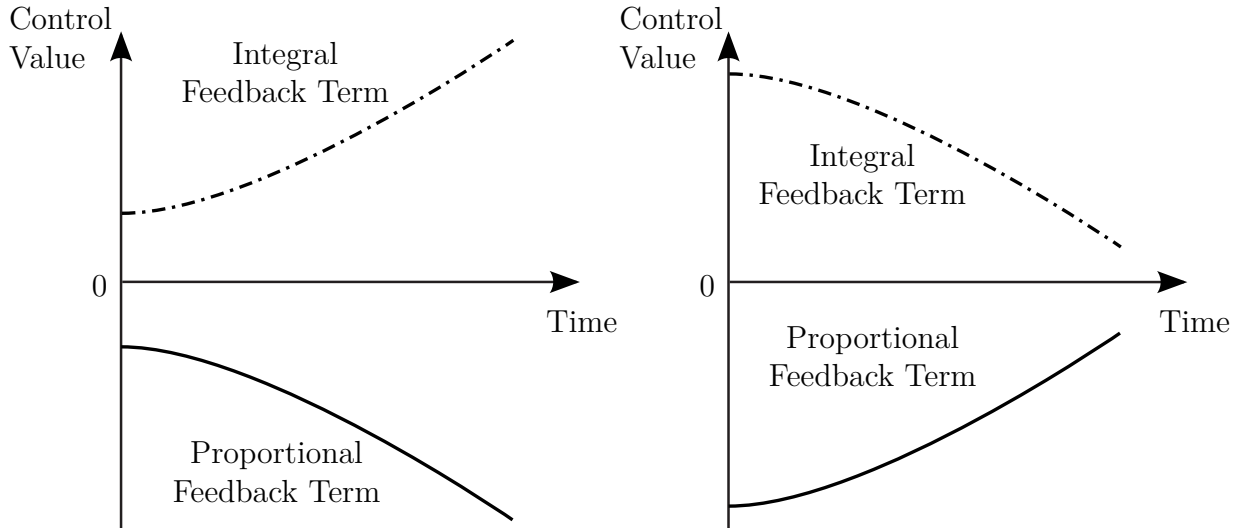 Control
Value
Integral
Feedback Term
0
Time
Proportional
Feedback Term
Control
Value
Integral
Feedback Term
0
Time
Proportional
Feedback Term